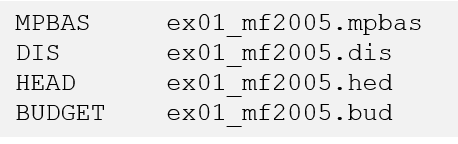 MPBAS ex01_mf2005.mpbas
DIS ex01_mf2005.dis
HEAD ex01_mf2005.hed
BUDGET ex01_mf2005.bud